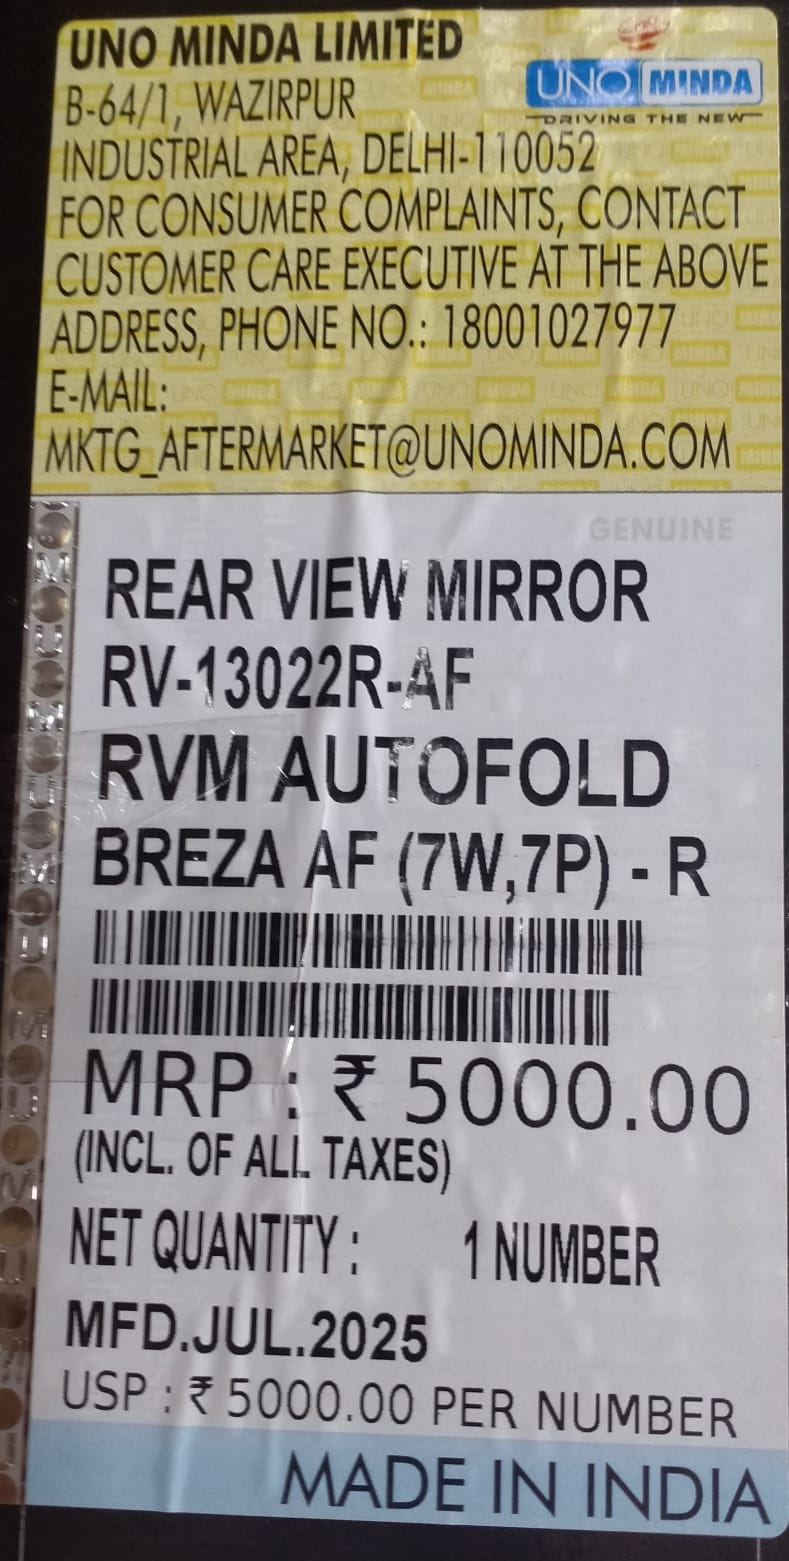 UNO MINDA LIMITED
UNO MINDA
DRIVING THE NEW
B-64/1, WAZIRPUR
INDUSTRIAL AREA, DELHI-110052
FOR CONSUMER COMPLAINTS, CONTACT
CUSTOMER CARE EXECUTIVE AT THE ABOVE
ADDRESS, PHONE NO.: 18001027977
E-MAIL:
MKTG_AFTERMARKET@UNOMINDA.COM
GENUINE
REAR VIEW MIRROR
RV-13022R-AF
RVM AUTOFOLD
BREZA AF (7W,7P) - R
MRP : ₹ 5000.00
(INCL. OF ALL TAXES)
NET QUANTITY : 1 NUMBER
MFD.JUL.2025
USP : ₹ 5000.00 PER NUMBER
MADE IN INDIA